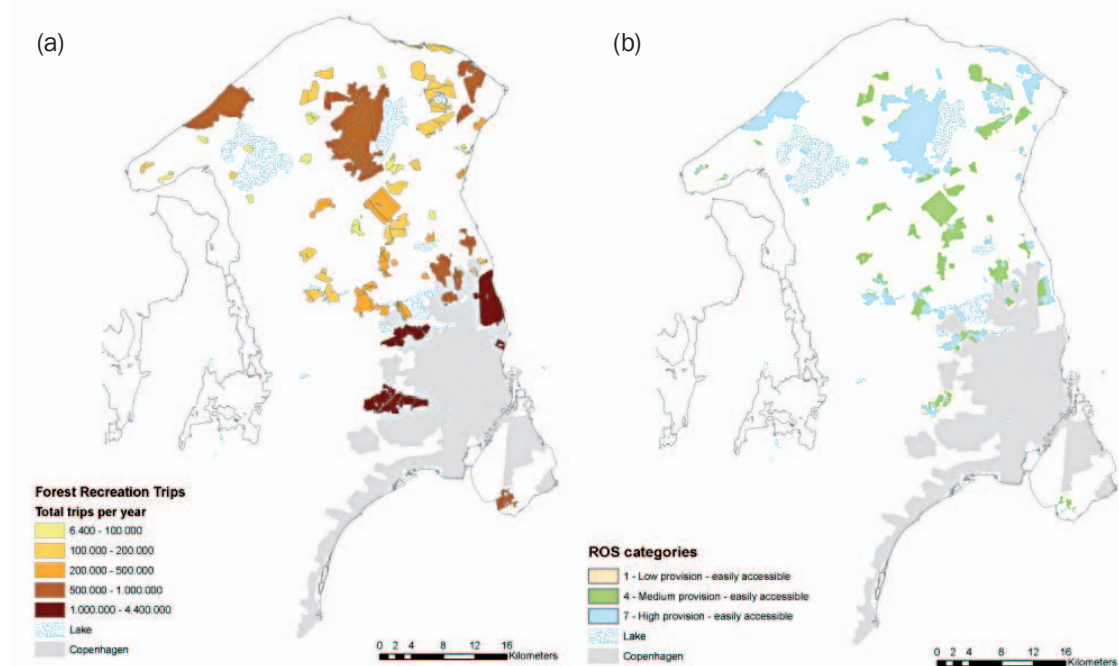 (a)
Forest Recreation Trips
Total trips per year
6.400 - 100.000
100.000 - 200.000
200.000 - 500.000
500.000 - 1.000.000
1.000.000 - 4.400.000
Lake
Copenhagen
0 2 4 8 12 16
Kilometers
(b)
ROS categories
1 - Low provision - easily accessible
4 - Medium provision - easily accessible
7 - High provision - easily accessible
Lake
Copenhagen
0 2 4 8 12 16
Kilometers